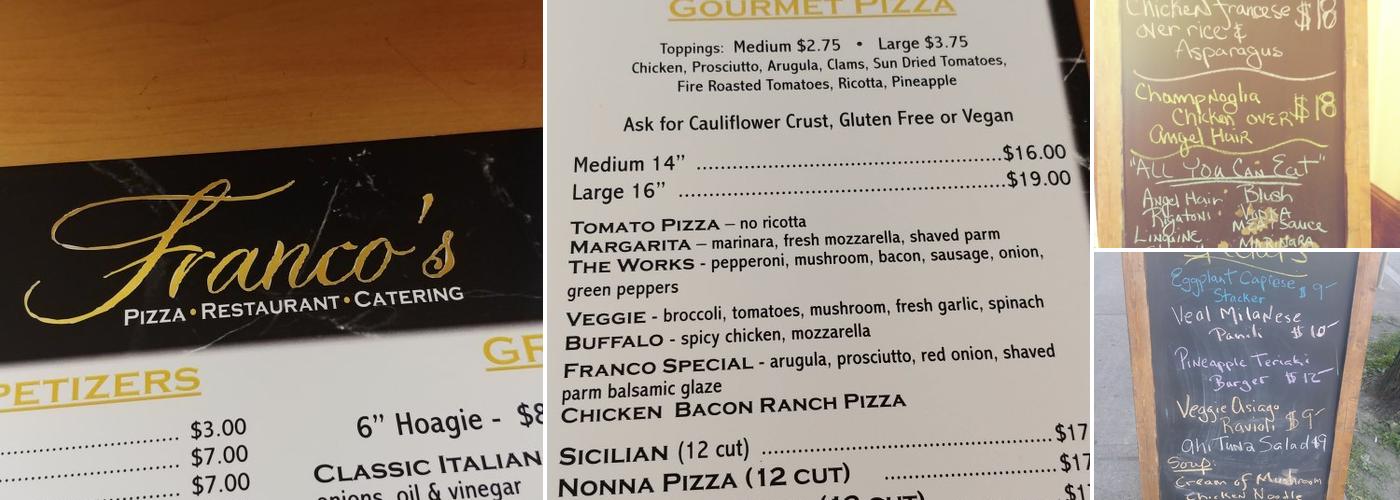 Franco's
PIZZA • RESTAURANT • CATERING
$3.00
$7.00
$7.00
6” Hoagie - $8
CLASSIC ITALIAN
onions, oil & vinegar
GOURMET PIZZA
Toppings: Medium $2.75 • Large $3.75
Chicken, Prosciutto, Arugula, Clams, Sun Dried Tomatoes,
Fire Roasted Tomatoes, Ricotta, Pineapple
Ask for Cauliflower Crust, Gluten Free or Vegan
Medium 14” $16.00
Large 16” $19.00
TOMATO PIZZA – no ricotta
MARGARITA – marinara, fresh mozzarella, shaved parm
THE WORKS - pepperoni, mushroom, bacon, sausage, onion,
green peppers
VEGGIE - broccoli, tomatoes, mushroom, fresh garlic, spinach
BUFFALO - spicy chicken, mozzarella
FRANCO SPECIAL - arugula, prosciutto, red onion, shaved
parm balsamic glaze
CHICKEN BACON RANCH PIZZA
SICILIAN (12 cut) $17
NONNA PIZZA (12 CUT) $17
Chicken francese $18
over rice &
Asparagus
Champnoglia
Chicken over $18
Angel Hair
"ALL YOU CAN Eat"
Angel Hair Blush
Rigatoni Vodka
Linguine Meat Sauce
MARINARA
Eggplant Caprese $9
Stacker
Veal Milanese
Panini $10
Pineapple Teriaki
Burger $12
Veggie Asiago
Ravioli $9
Ahi Tuna Salad $9
Soup:
Cream of Mushroom
Chicken Noodle